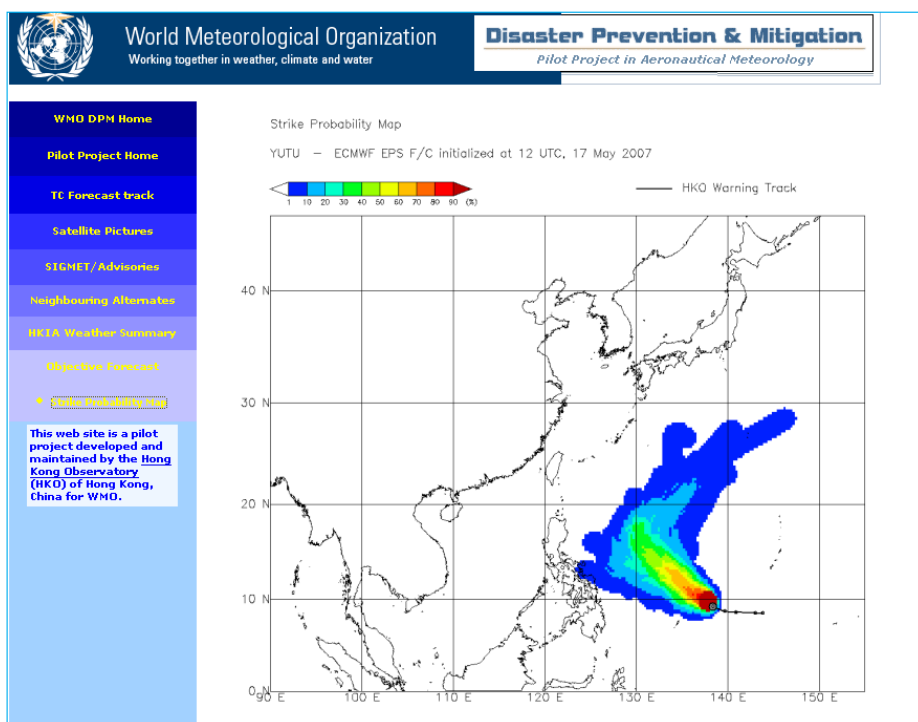 World Meteorological Organization
Working together in weather, climate and water
Disaster Prevention & Mitigation
Pilot Project in Aeronautical Meteorology
WMO DPM Home
Pilot Project Home
TC Forecast track
Satellite Pictures
SIGMET/Advisories
Neighbouring Alternates
HKIA Weather Summary
Objective Forecast
Strike Probability Map
This web site is a pilot
project developed and
maintained by the Hong
Kong Observatory
(HKO) of Hong Kong,
China for WMO.
Strike Probability Map
YUTU - ECMWF EPS F/C initialized at 12 UTC, 17 May 2007
1 10 20 30 40 50 60 70 80 90 (%)
HKO Warning Track
40 N
30 N
20 N
10 N
0 N
90 E 100 E 110 E 120 E 130 E 140 E 150 E